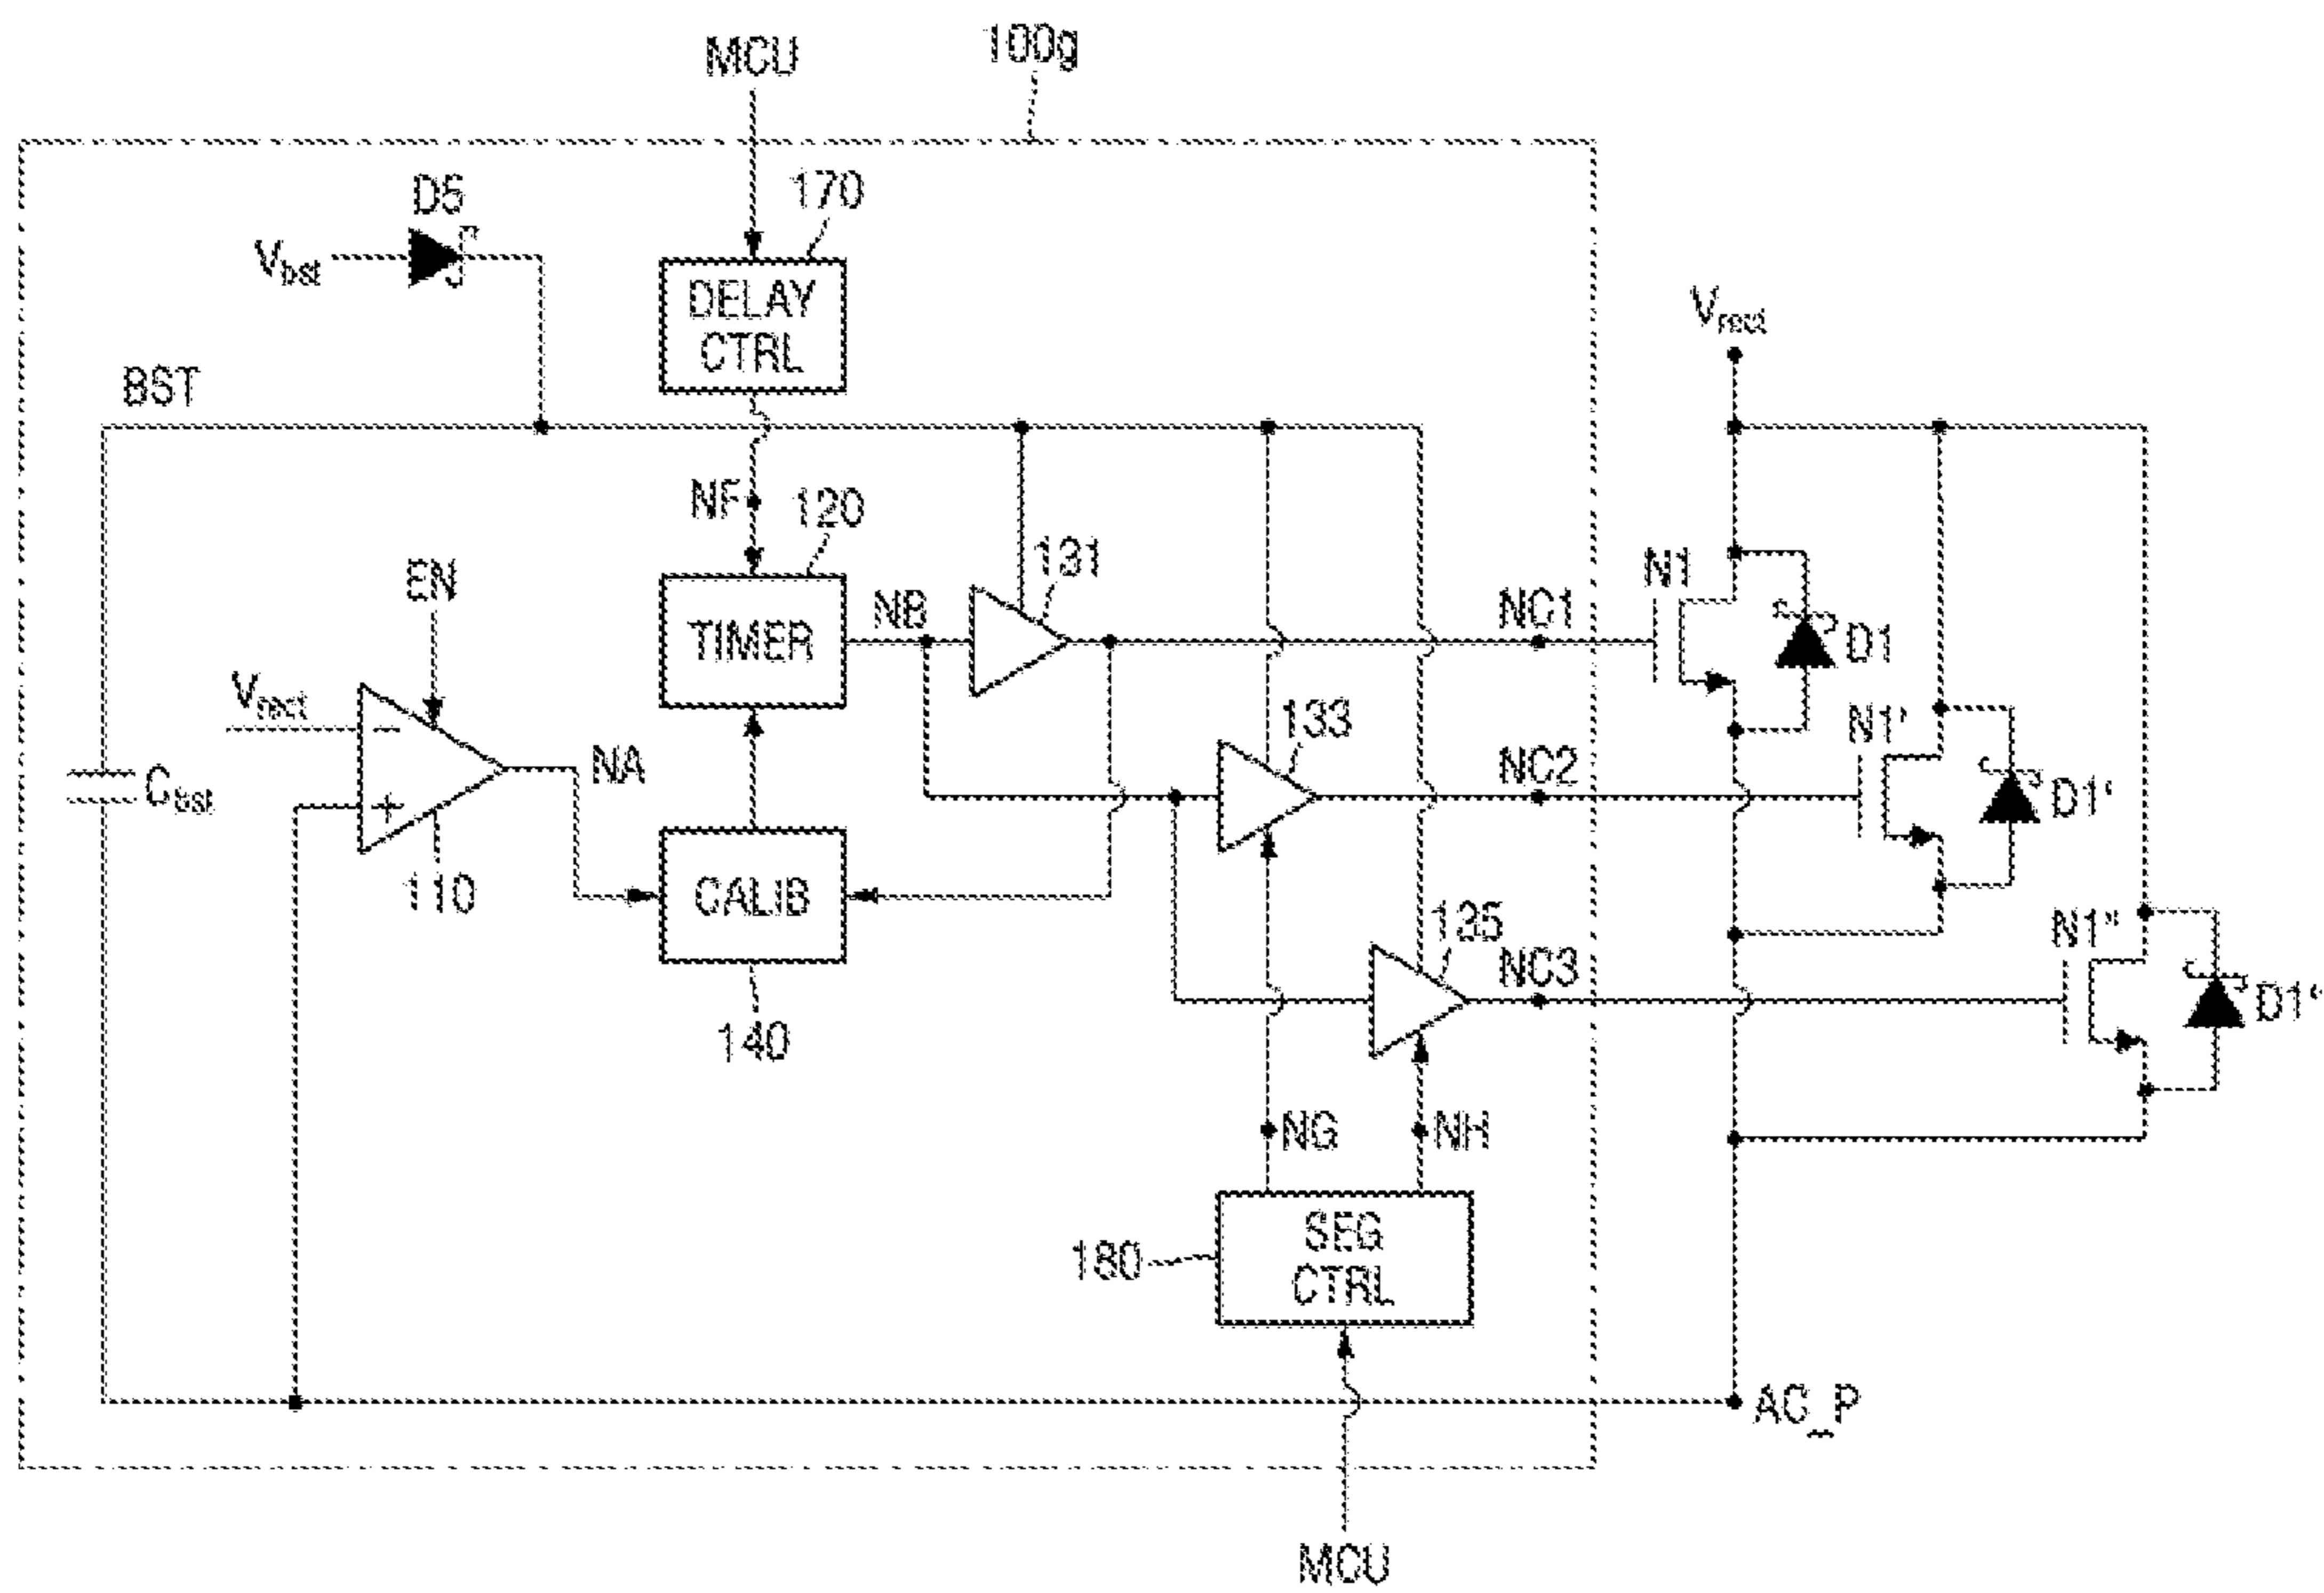 MCU
100g
D5
170
Vbst
DELAY
CTRL
Vrect
BST
NF
120
131
EN
N1
NB
NC1
TIMER
D1
Vrect
133
N1'
NA
NC2
Cbst
D1'
110
CALIB
135
N1"
NC3
D1"
140
NG
NH
SEG
CTRL
180
AC_P
MCU